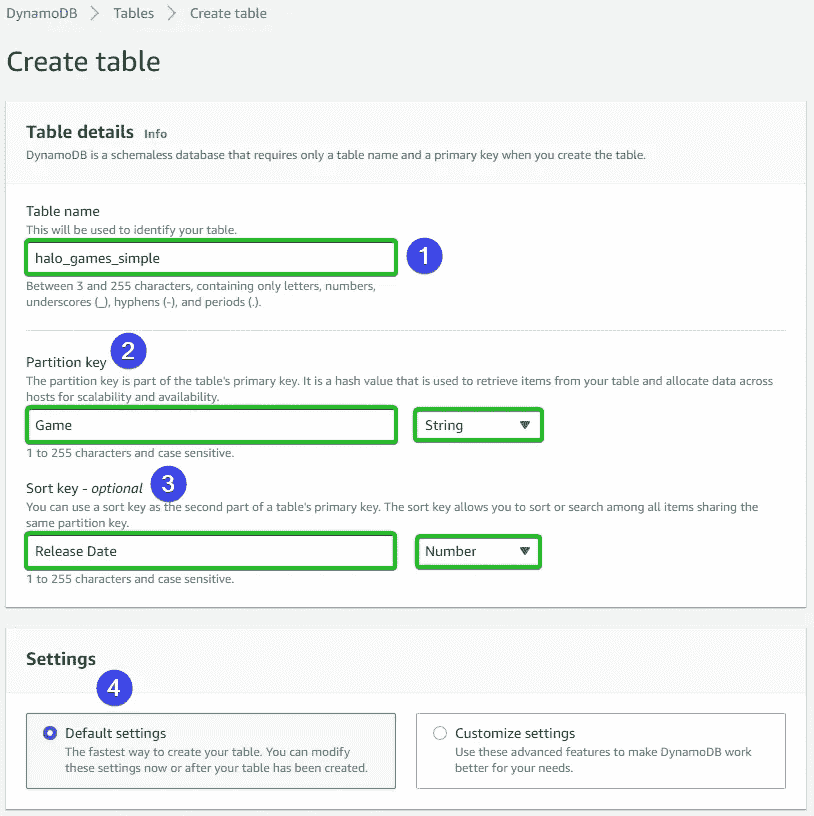 DynamoDB > Tables > Create table
Create table
Table details Info
DynamoDB is a schemaless database that requires only a table name and a primary key when you create the table.
Table name
This will be used to identify your table.
halo_games_simple
1
Between 3 and 255 characters, containing only letters, numbers,
underscores (_), hyphens (-), and periods (.).
2
Partition key
The partition key is part of the table's primary key. It is a hash value that is used to retrieve items from your table and allocate data across
hosts for scalability and availability.
Game String
1 to 255 characters and case sensitive.
3
Sort key - optional
You can use a sort key as the second part of a table's primary key. The sort key allows you to sort or search among all items sharing the
same partition key.
Release Date Number
1 to 255 characters and case sensitive.
Settings
4
Default settings
The fastest way to create your table. You can modify
these settings now or after your table has been created.
Customize settings
Use these advanced features to make DynamoDB work
better for your needs.